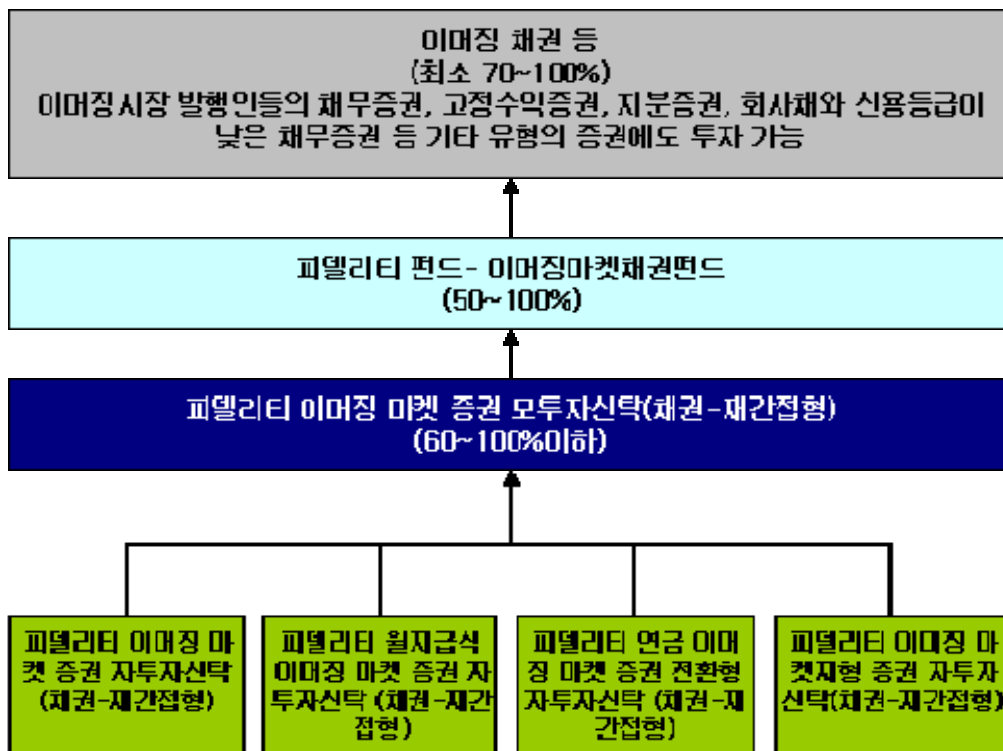 이머징 채권 등
(최소 70~100%)
이머징시장 발행인들의 채무증권, 고정수익증권, 지분증권, 회사채와 신용등급이
낮은 채무증권 등 기타 유형의 증권에도 투자 가능
피델리티 펀드- 이머징마켓채권펀드
(50~100%)
피델리티 이머징 마켓 증권 모투자신탁(채권-재간접형)
(60~100%이하)
피델리티 이머징 마
켓 증권 자투자신탁
(채권-재간접형)
피델리티 월지급식
이머징 마켓 증권 자
투자신탁 (채권-재간
접형)
피델리티 연금 이머
징 마켓 증권 전환형
자투자신탁 (채권-재
간접형)
피델리티 이머징 마
증권 자투자
신탁(채권-재간접형)